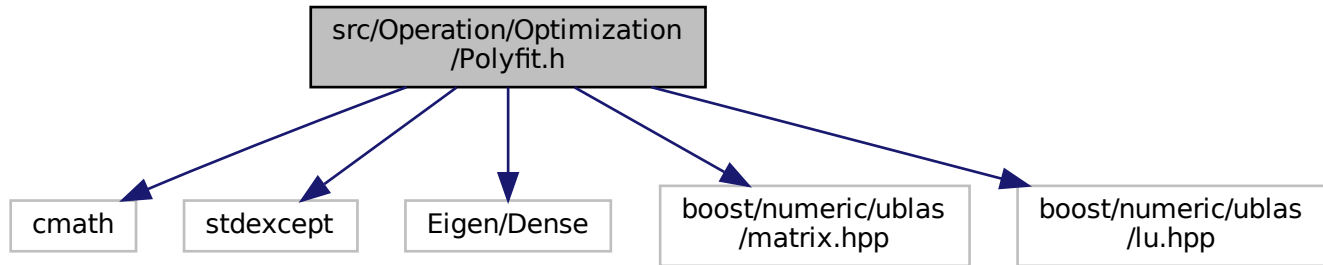 src/Operation/Optimization
/Polyfit.h
cmath
stdexcept
Eigen/Dense
boost/numeric/ublas
/matrix.hpp
boost/numeric/ublas
/lu.hpp